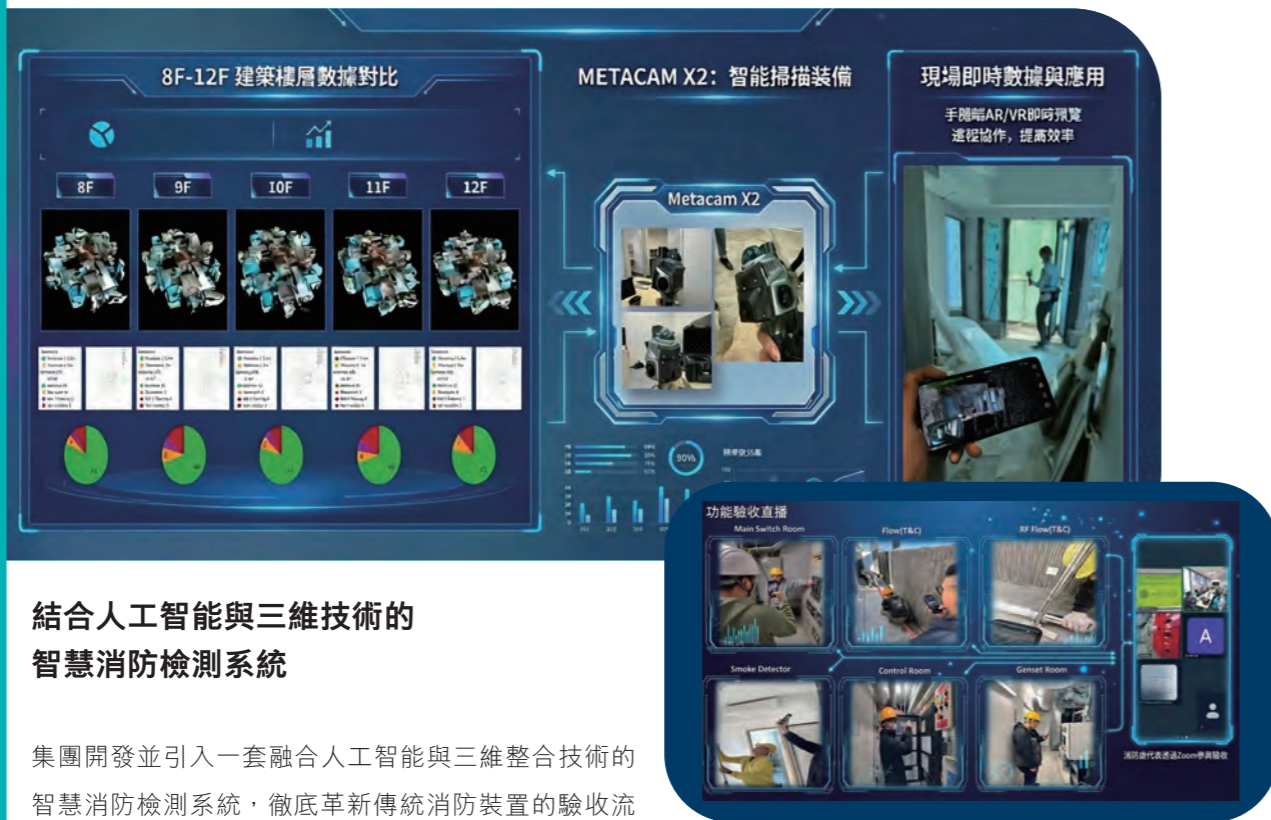 8F-12F 建築樓層數據對比
8F
9F
10F
11F
12F
METACAM X2：智能掃描裝備
Metacam X2
90%
現場即時數據與應用
手機端AR/VR即時預覽
遠程協作，提高效率
功能驗收直播
Main Switch Room
Flow(T&C)
RF Flow(T&C)
Smoke Detector
Control Room
Genset Room
A
消防處代表透過Zoom參與驗收
結合人工智能與三維技術的
智慧消防檢測系統
集團開發並引入一套融合人工智能與三維整合技術的
智慧消防檢測系統，徹底革新傳統消防裝置的驗收流